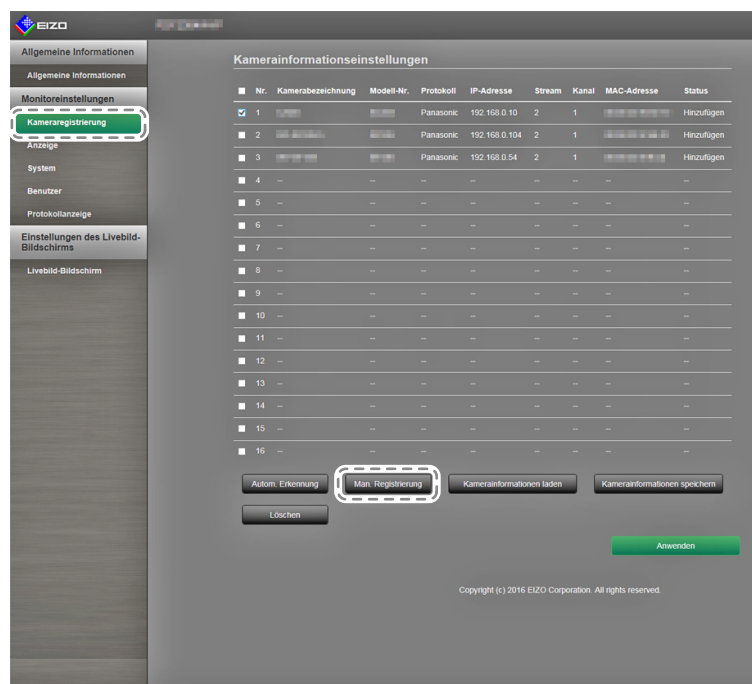 EIZO
Allgemeine Informationen
Allgemeine Informationen
Monitoreinstellungen
Kameraregistrierung
Anzeige
System
Benutzer
Protokollanzeige
Einstellungen des Livebild-
Bildschirms
Livebild-Bildschirm
Kamerainformationseinstellungen
Nr. Kamerabezeichnung Modell-Nr. Protokoll IP-Adresse Stream Kanal MAC-Adresse Status
1 Panasonic 192.168.0.10 2 1 Hinzufügen
2 Panasonic 192.168.0.104 2 1 Hinzufügen
3 Panasonic 192.168.0.54 2 1 Hinzufügen
4 -- -- -- -- -- -- -- --
5 -- -- -- -- -- -- -- --
6 -- -- -- -- -- -- -- --
7 -- -- -- -- -- -- -- --
8 -- -- -- -- -- -- -- --
9 -- -- -- -- -- -- -- --
10 -- -- -- -- -- -- -- --
11 -- -- -- -- -- -- -- --
12 -- -- -- -- -- -- -- --
13 -- -- -- -- -- -- -- --
14 -- -- -- -- -- -- -- --
15 -- -- -- -- -- -- -- --
16 -- -- -- -- -- -- -- --
Autom. Erkennung Man. Registrierung Kamerainformationen laden Kamerainformationen speichern
Löschen
Anwenden
Copyright (c) 2016 EIZO Corporation. All rights reserved.